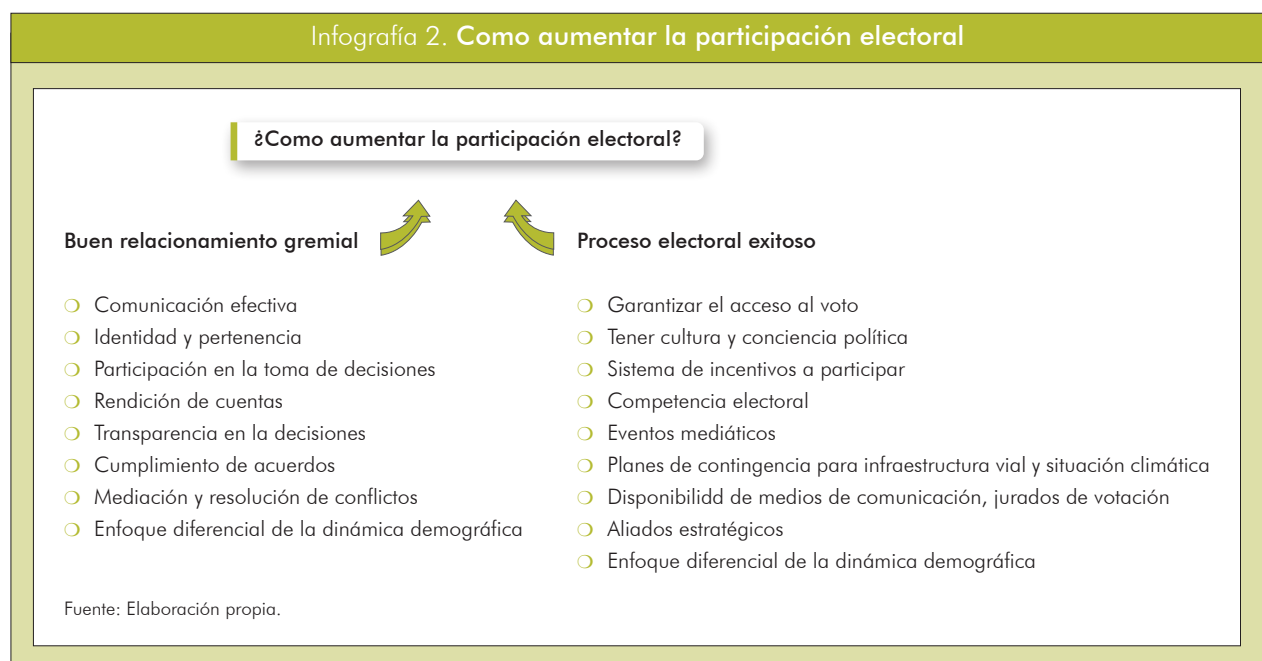 Infografía 2. Como aumentar la participación electoral
¿Como aumentar la participación electoral?
Buen relacionamiento gremial
Comunicación efectiva
Identidad y pertenencia
Participación en la toma de decisiones
Rendición de cuentas
Transparencia en la decisiones
Cumplimiento de acuerdos
Mediación y resolución de conflictos
Enfoque diferencial de la dinámica demográfica
Proceso electoral exitoso
Garantizar el acceso al voto
Tener cultura y conciencia política
Sistema de incentivos a participar
Competencia electoral
Eventos mediáticos
Planes de contingencia para infraestructura vial y situación climática
Disponibilidd de medios de comunicación, jurados de votación
Aliados estratégicos
Enfoque diferencial de la dinámica demográfica
Fuente: Elaboración propia.